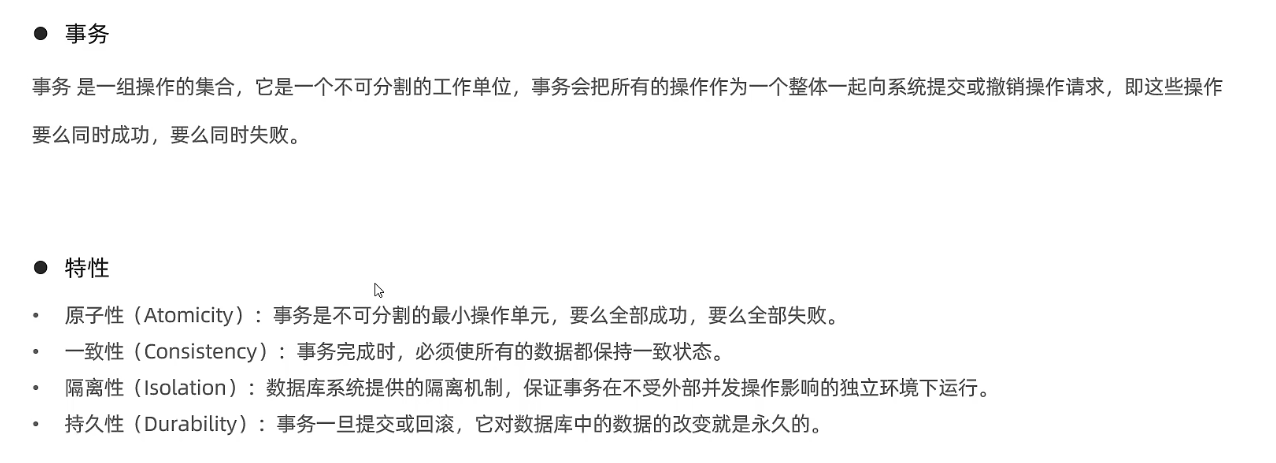 ● 事务
事务 是一组操作的集合，它是一个不可分割的工作单位，事务会把所有的操作作为一个整体一起向系统提交或撤销操作请求，即这些操作
要么同时成功，要么同时失败。
● 特性
• 原子性（Atomicity）：事务是不可分割的最小操作单元，要么全部成功，要么全部失败。
• 一致性（Consistency）：事务完成时，必须使所有的数据都保持一致状态。
• 隔离性（Isolation）：数据库系统提供的隔离机制，保证事务在不受外部并发操作影响的独立环境下运行。
• 持久性（Durability）：事务一旦提交或回滚，它对数据库中的数据的改变就是永久的。